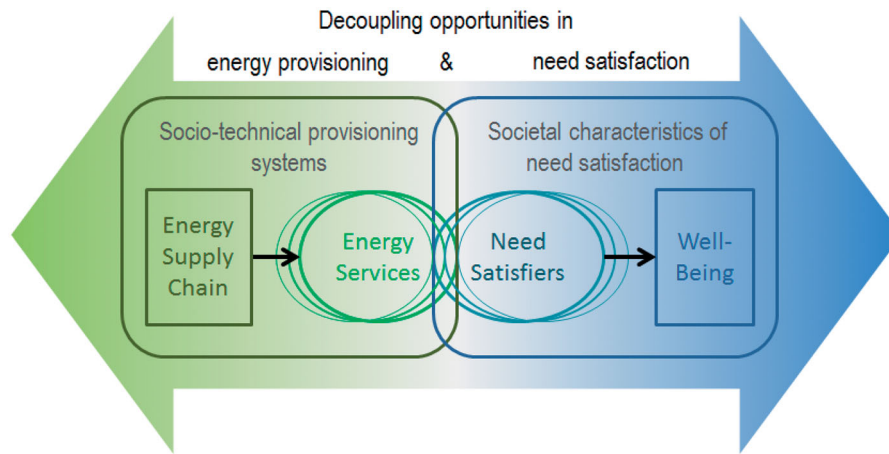 Decoupling opportunities in
energy provisioning & need satisfaction
Socio-technical provisioning
systems
Societal characteristics of
need satisfaction
Energy
Supply
Chain
Energy
Services
Need
Satisfiers
Well-
Being